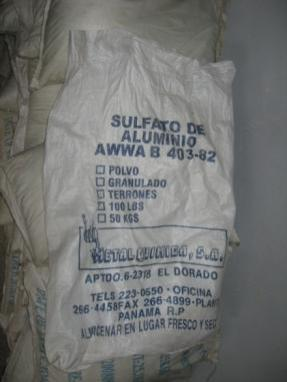 SULFATO DE
ALUMINIO
AWWA B 403-82
POLVO
GRANULADO
TERRONES
100 LBS
50 KGS
METALQUIMICA, S.A.
APTDO. 6-2318 EL DORADO
TELS 223-0550 · OFICINA
266-4458 FAX 266-4899 · PLANTA
PANAMA R.P
ALMACENAR EN LUGAR FRESCO Y SECO